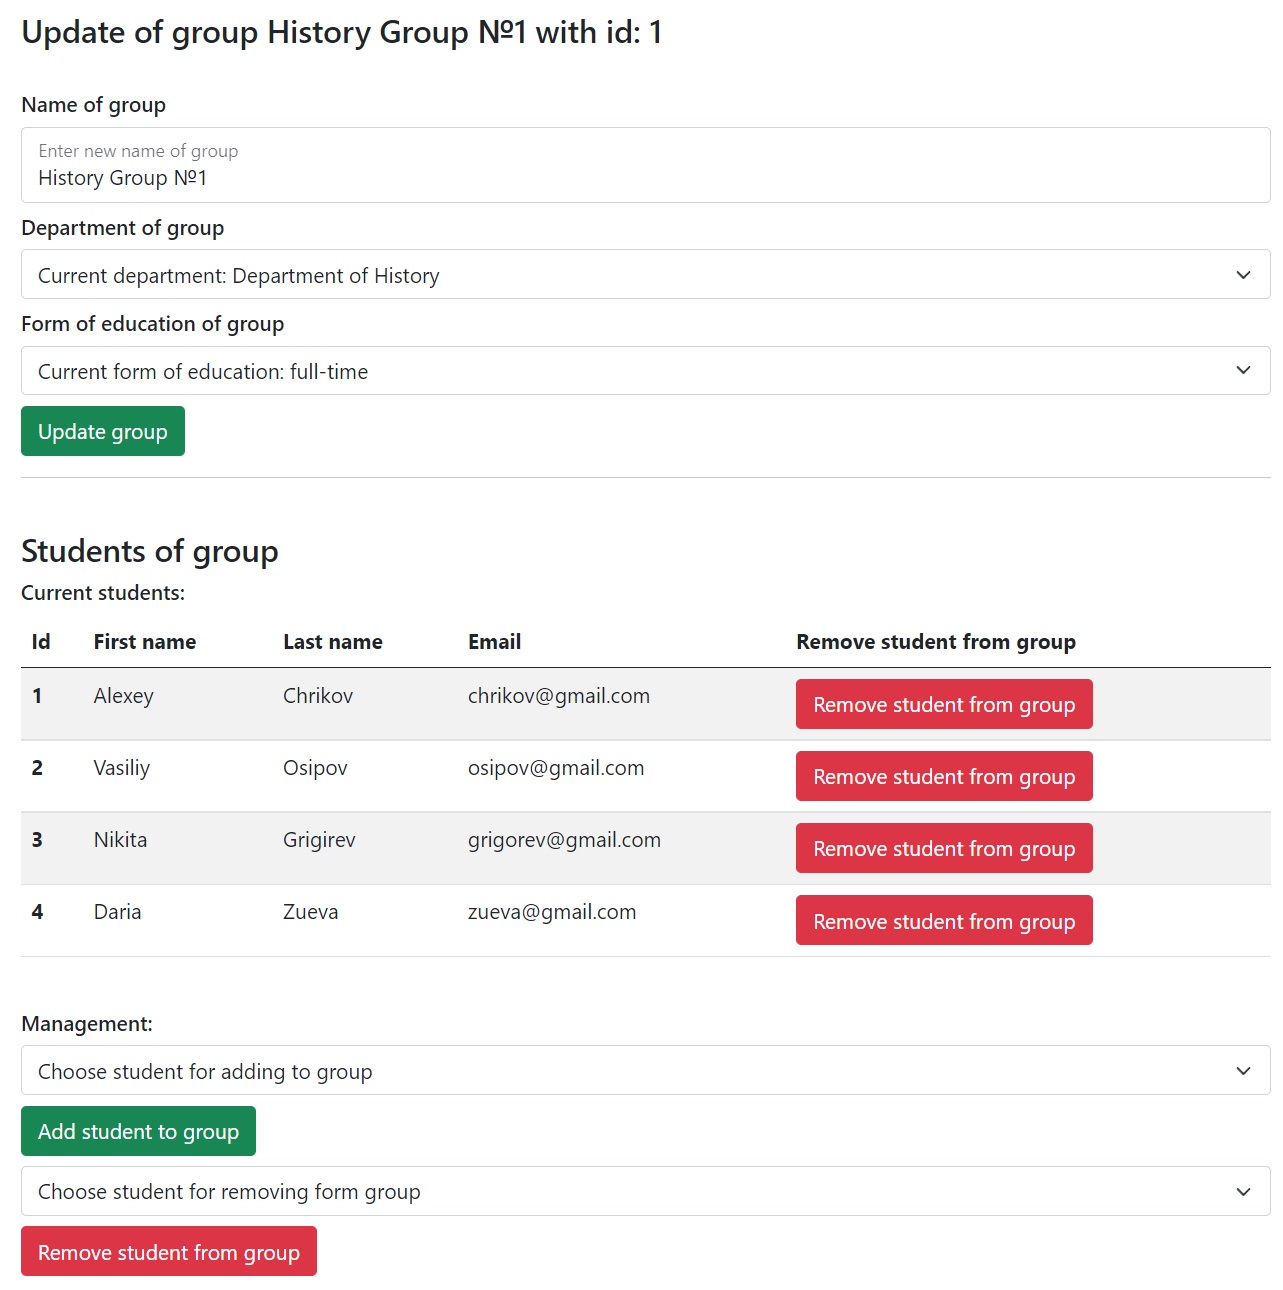 Update of group History Group №1 with id: 1
Name of group
Enter new name of group
History Group №1
Department of group
Current department: Department of History
Form of education of group
Current form of education: full-time
Update group
Students of group
Current students:
Id First name Last name Email Remove student from group
1 Alexey Chrikov chrikov@gmail.com Remove student from group
2 Vasiliy Osipov osipov@gmail.com Remove student from group
3 Nikita Grigirev grigorev@gmail.com Remove student from group
4 Daria Zueva zueva@gmail.com Remove student from group
Management:
Choose student for adding to group
Add student to group
Choose student for removing form group
Remove student from group